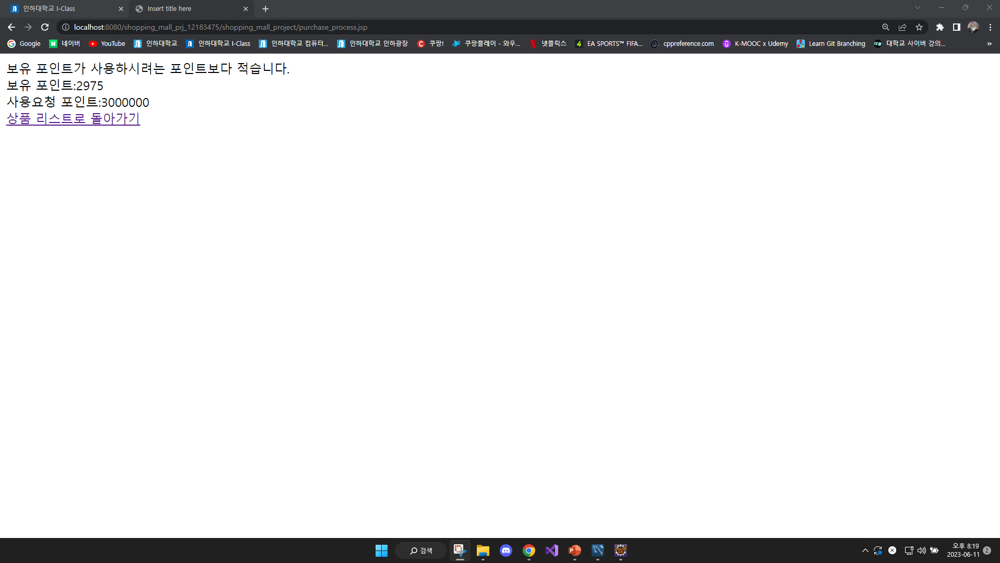 인하대학교 I-Class
Insert title here
localhost:8080/shopping_mall_prj_12183475/shopping_mall_project/purchase_process.jsp
Google 네이버 YouTube 인하대학교 인하대학교 I-Class 인하대학교 컴퓨터... 인하대학교 인하광장 쿠팡! 쿠팡플레이 - 와우... 넷플릭스 EA SPORTS™ FIFA... cppreference.com K-MOOC x Udemy Learn Git Branching 대학교 사이버 강의...
보유 포인트가 사용하시려는 포인트보다 적습니다.
보유 포인트:2975
사용요청 포인트:3000000
상품 리스트로 돌아가기
검색
오후 8:19
2023-06-11
2